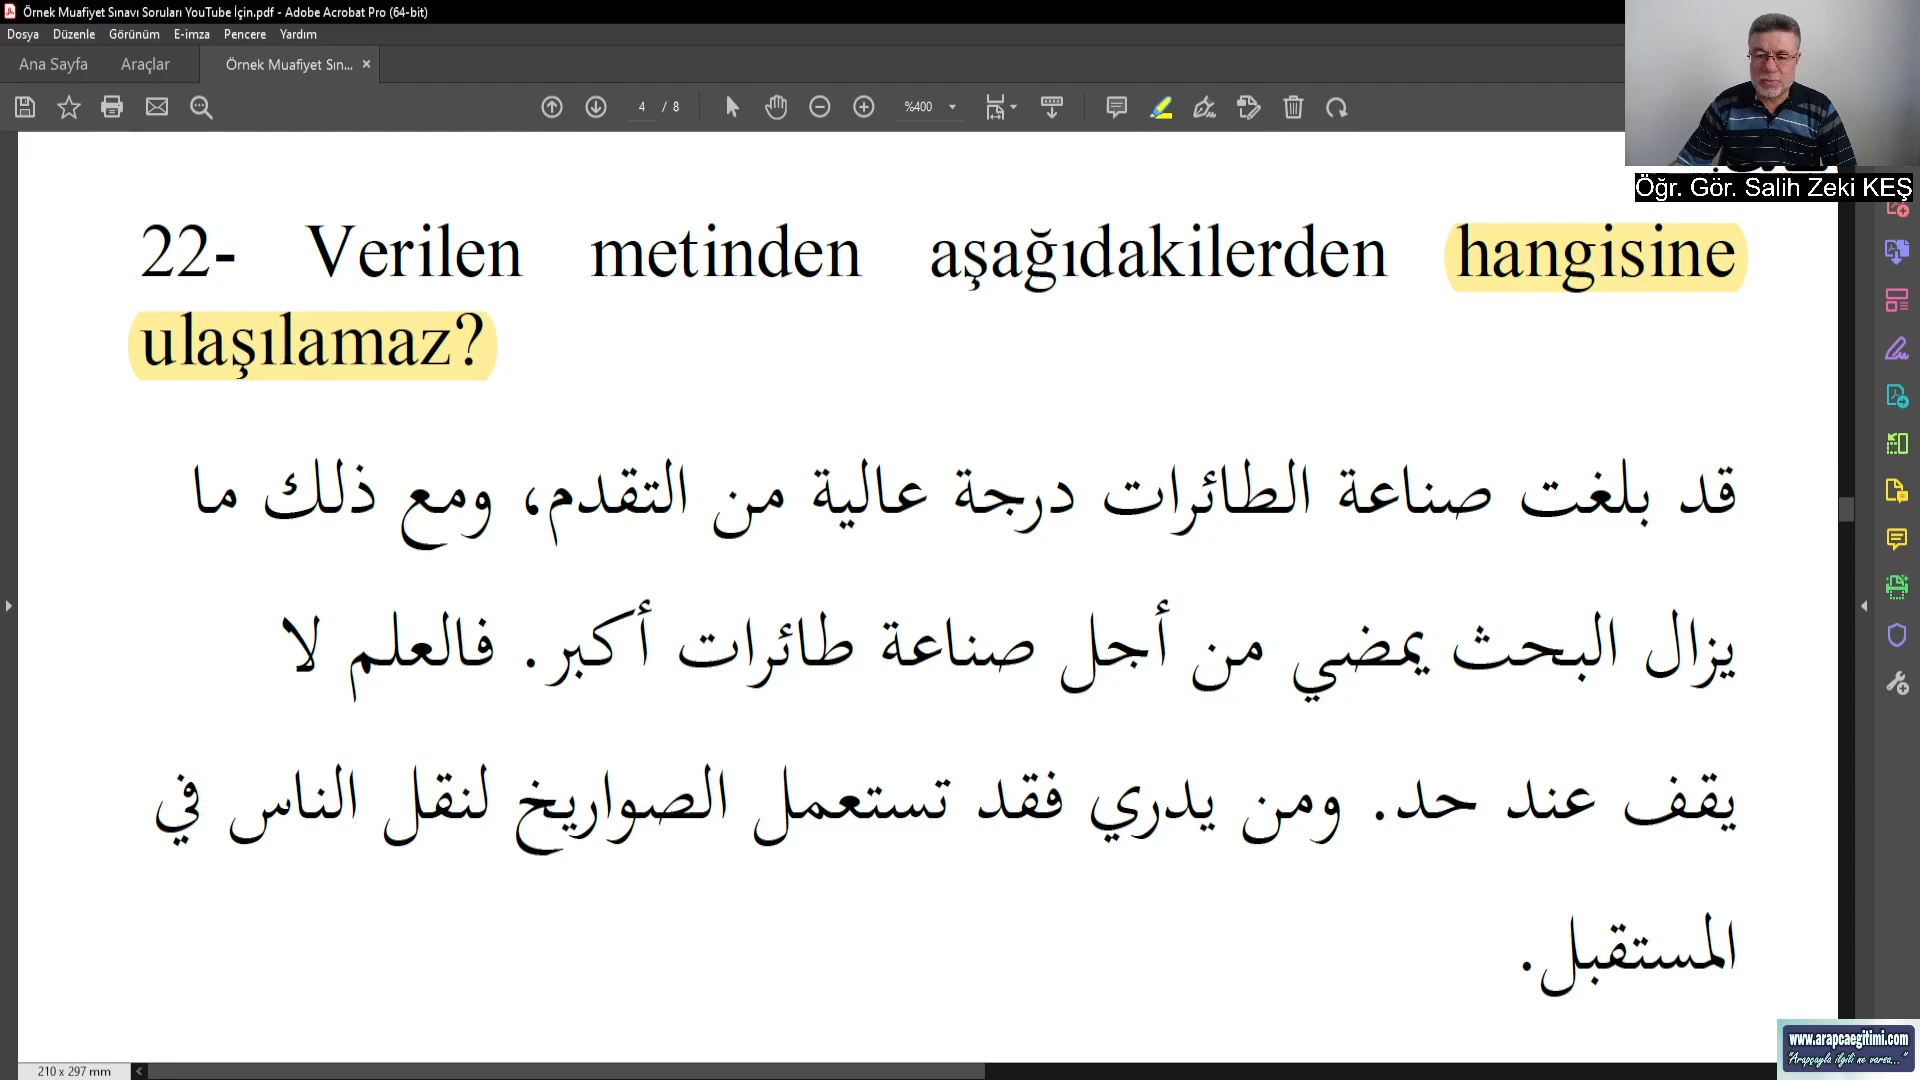 Örnek Muafiyet Sınavı Soruları YouTube İçin.pdf - Adobe Acrobat Pro (64-bit)
Dosya Düzenle Görünüm E-imza Pencere Yardım
Ana Sayfa Araçlar Örnek Muafiyet Sın... ×
4 / 8 %400
Öğr. Gör. Salih Zeki KEŞ
22- Verilen metinden aşağıdakilerden hangisine
ulaşılamaz?
قد بلغت صناعة الطائرات درجة عالية من التقدم، ومع ذلك ما
يزال البحث يمضي من أجل صناعة طائرات أكبر. فالعلم لا
يقف عند حد. ومن يدري فقد تستعمل الصواريخ لنقل الناس في
المستقبل.
www.arapcaegitimi.com
"Arapçayla ilgili ne varsa..."
210 x 297 mm